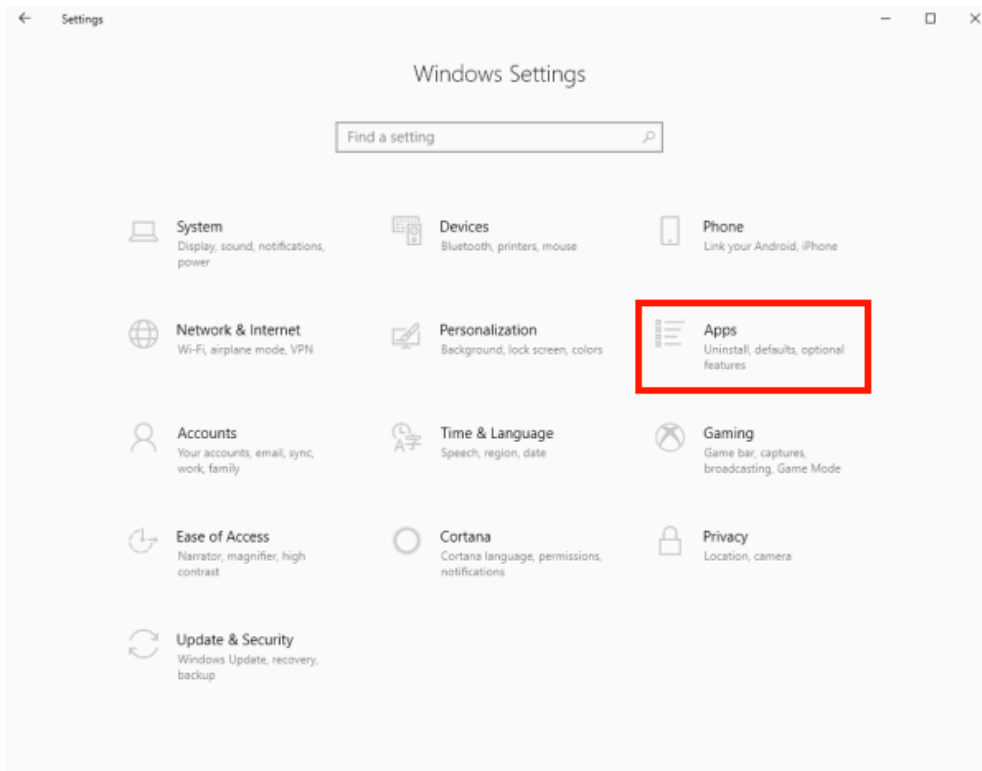 Settings
Windows Settings
Find a setting
System
Display, sound, notifications,
power
Devices
Bluetooth, printers, mouse
Phone
Link your Android, iPhone
Network & Internet
Wi-Fi, airplane mode, VPN
Personalization
Background, lock screen, colors
Apps
Uninstall, defaults, optional
features
Accounts
Your accounts, email, sync,
work, family
Time & Language
Speech, region, date
Gaming
Game bar, captures,
broadcasting, Game Mode
Ease of Access
Narrator, magnifier, high
contrast
Cortana
Cortana language, permissions,
notifications
Privacy
Location, camera
Update & Security
Windows Update, recovery,
backup